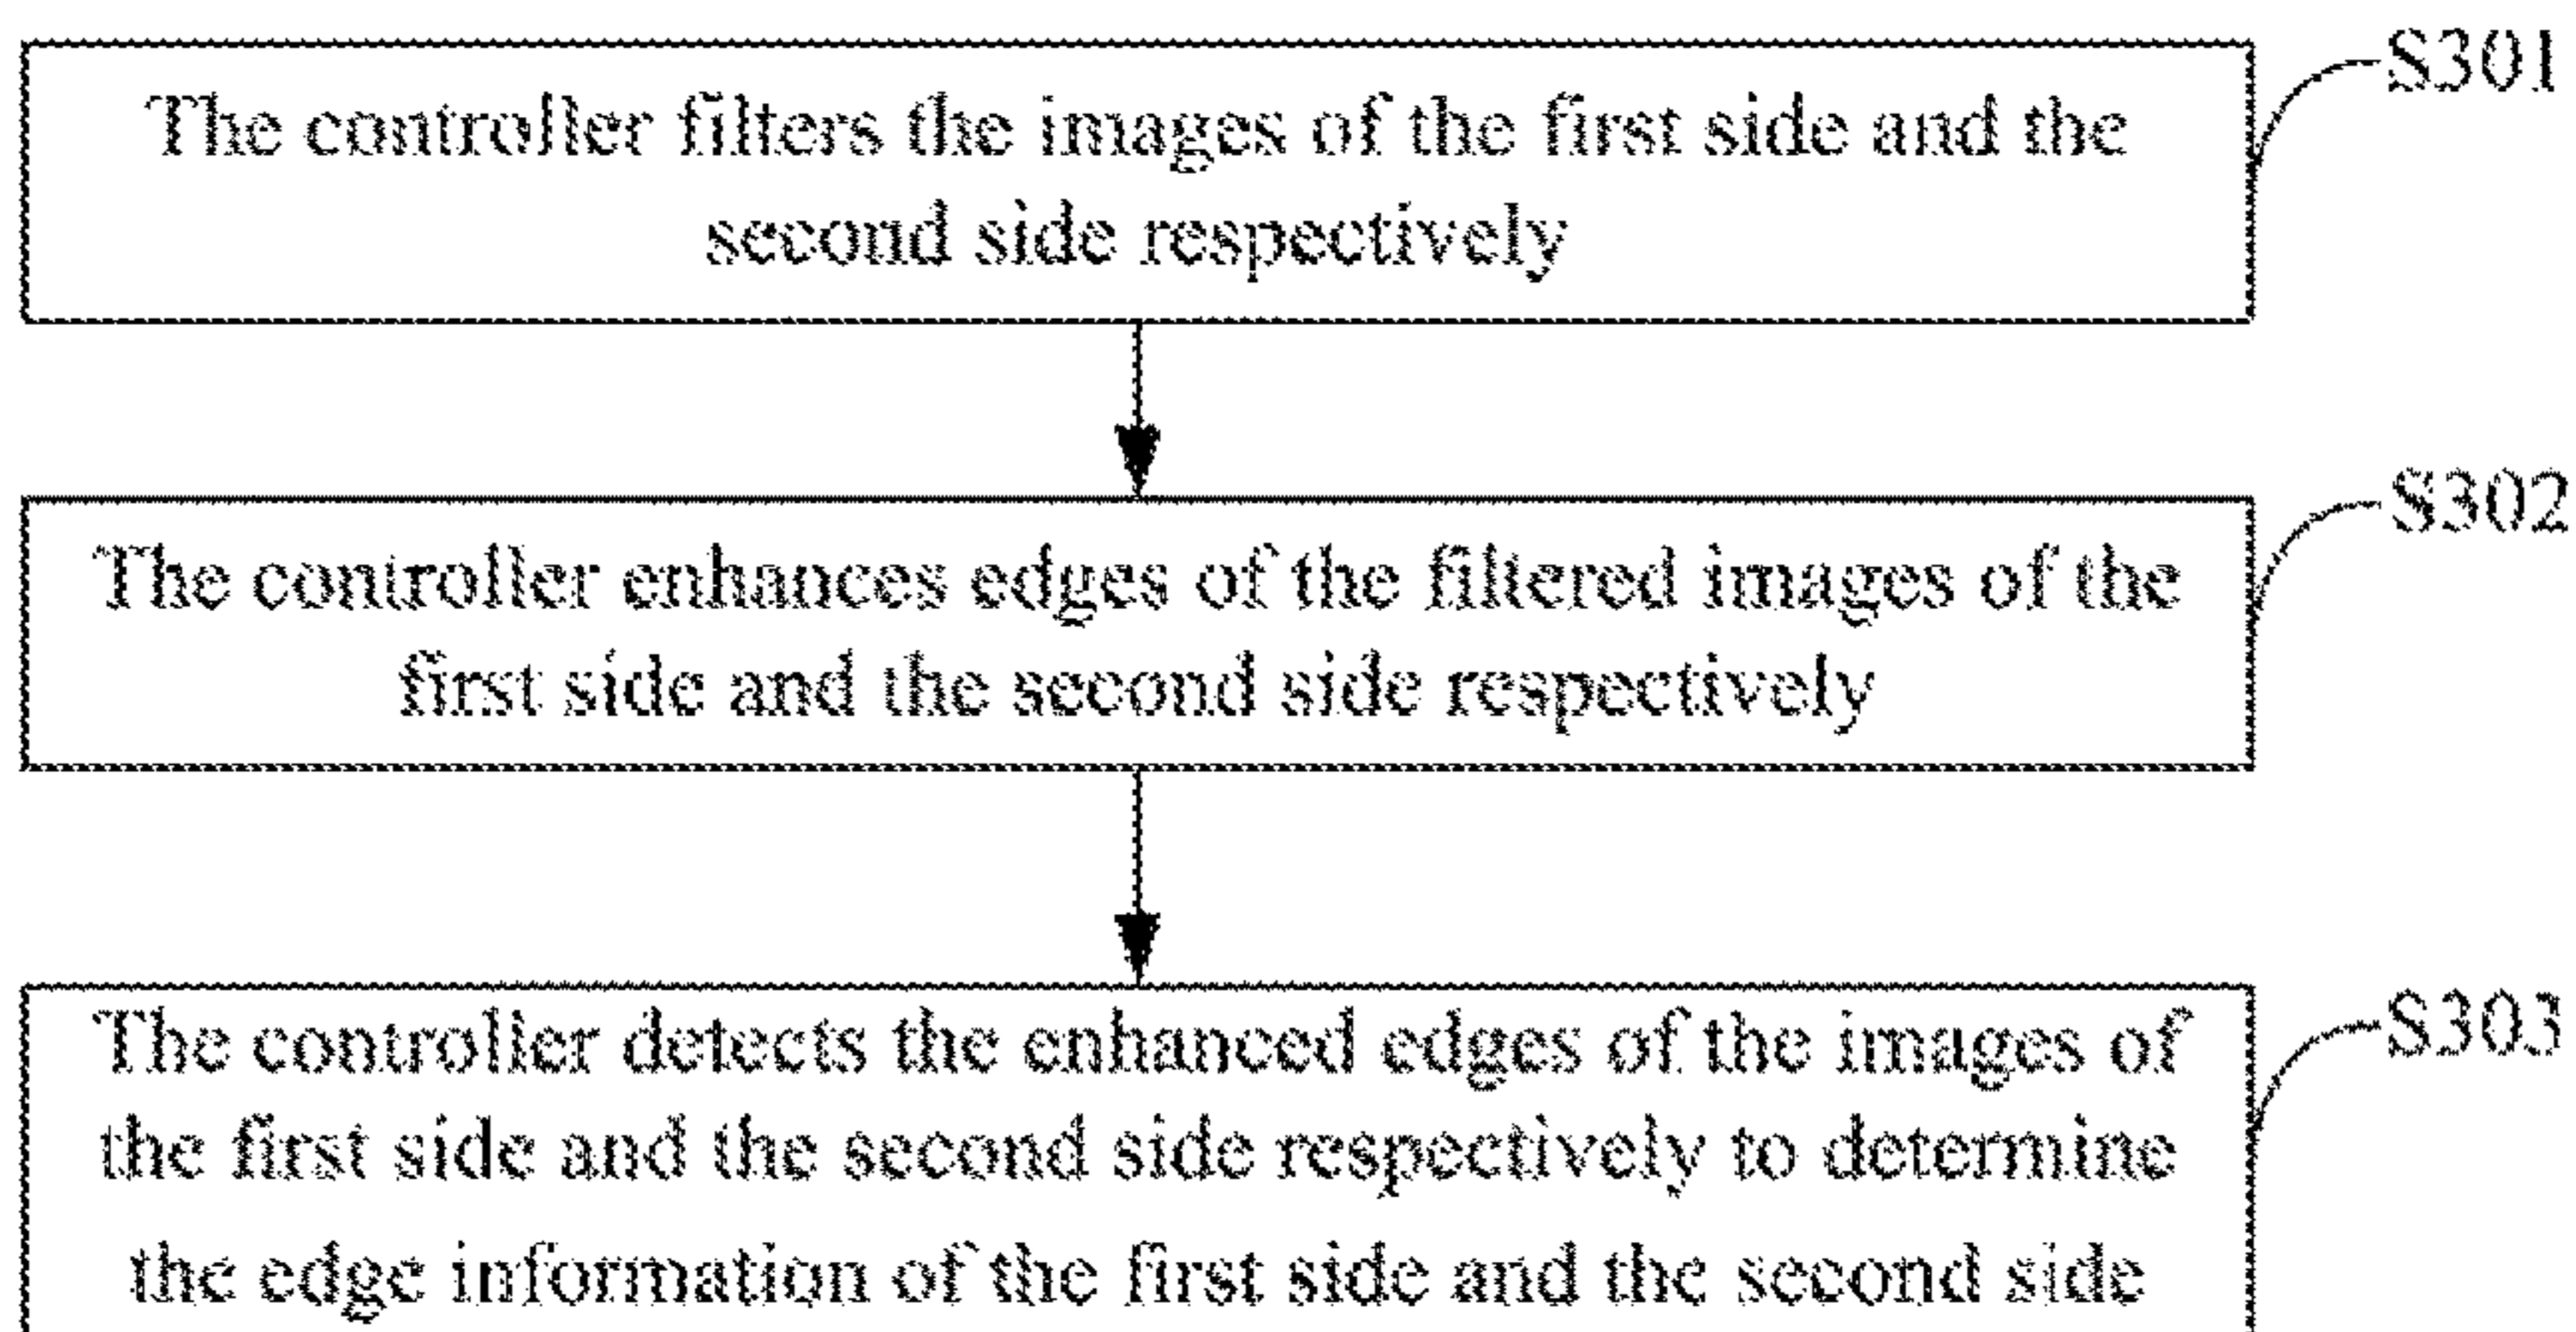 S301
The controller filters the images of the first side and the
second side respectively
S302
The controller enhances edges of the filtered images of the
first side and the second side respectively
S303
The controller detects the enhanced edges of the images of
the first side and the second side respectively to determine
the edge information of the first side and the second side